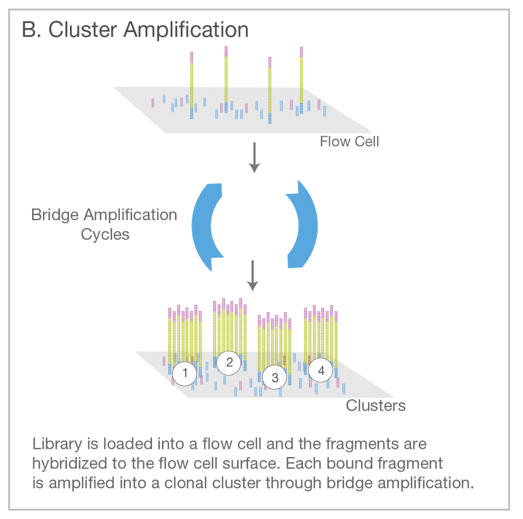 B. Cluster Amplification
Flow Cell
Bridge Amplification
Cycles
1
2
3
4
Clusters
Library is loaded into a flow cell and the fragments are
hybridized to the flow cell surface. Each bound fragment
is amplified into a clonal cluster through bridge amplification.